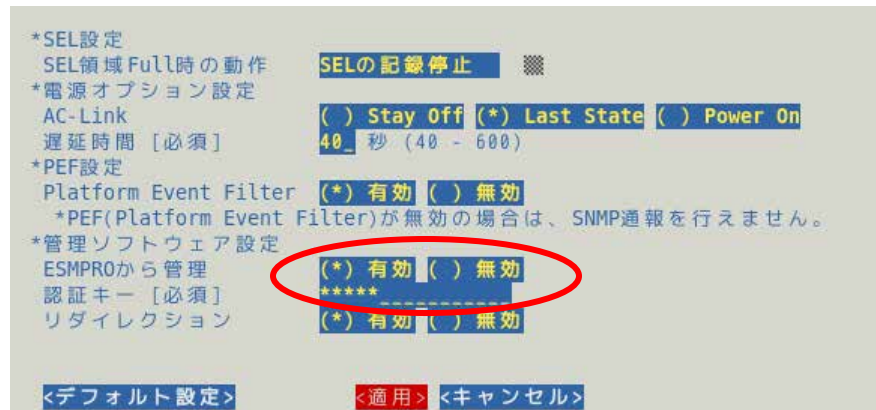 *SEL設定
SEL領域Full時の動作 SELの記録停止
*電源オプション設定
AC-Link ( ) Stay Off (*) Last State ( ) Power On
遅延時間 [必須] 40_ 秒 (40 - 600)
*PEF設定
Platform Event Filter (*) 有効 ( ) 無効
*PEF(Platform Event Filter)が無効の場合は、SNMP通報を行えません。
*管理ソフトウェア設定
ESMPROから管理 (*) 有効 ( ) 無効
認証キー [必須] *****___________
リダイレクション (*) 有効 ( ) 無効
<デフォルト設定> <適用> <キャンセル>